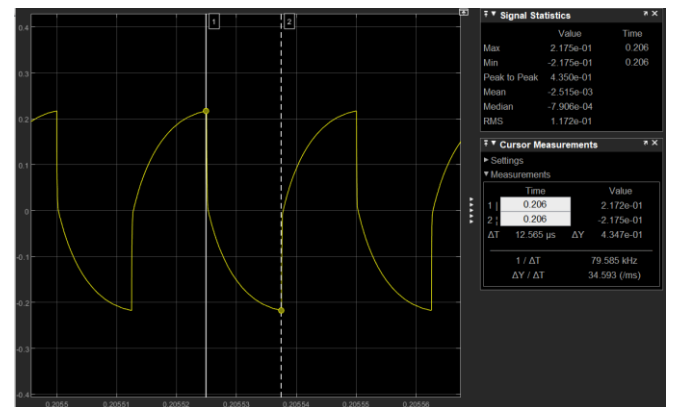 1
2
0.4
0.3
0.2
0.1
0
-0.1
-0.2
-0.3
-0.4
0.2055
0.20551
0.20552
0.20553
0.20554
0.20555
0.20556
Signal Statistics
Value Time
Max 2.175e-01 0.206
Min -2.175e-01 0.206
Peak to Peak 4.350e-01
Mean -2.515e-03
Median -7.906e-04
RMS 1.172e-01
Cursor Measurements
Settings
Measurements
Time Value
1 | 0.206 2.172e-01
2 ¦ 0.206 -2.175e-01
ΔT 12.565 µs ΔY 4.347e-01
1 / ΔT 79.585 kHz
ΔY / ΔT 34.593 (/ms)